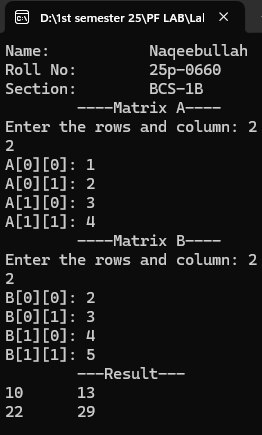 D:\1st semester 25\PF LAB\Lal
Name: Naqeebullah
Roll No: 25p-0660
Section: BCS-1B
----Matrix A----
Enter the rows and column: 2
2
A[0][0]: 1
A[0][1]: 2
A[1][0]: 3
A[1][1]: 4
----Matrix B----
Enter the rows and column: 2
2
B[0][0]: 2
B[0][1]: 3
B[1][0]: 4
B[1][1]: 5
---Result---
10 13
22 29